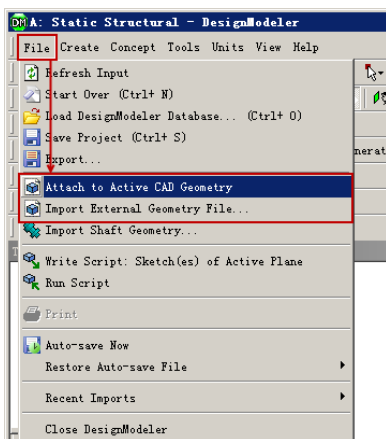 A: Static Structural - DesignModeler
File Create Concept Tools Units View Help
Refresh Input
Start Over (Ctrl+ N)
Load DesignModeler Database... (Ctrl+ O)
Save Project (Ctrl+ S)
Export...
nerat
Attach to Active CAD Geometry
Import External Geometry File...
Import Shaft Geometry...
Write Script: Sketch(es) of Active Plane
Run Script
Print
Auto-save Now
Restore Auto-save File
Recent Imports
Close DesignModeler